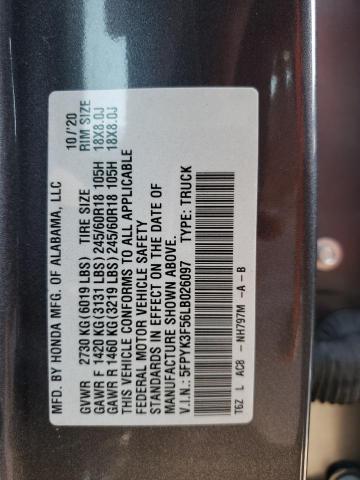 MFD. BY HONDA MFG. OF ALABAMA, LLC 10/'20
GVWR 2730 KG(6019 LBS) TIRE SIZE RIM SIZE
GAWR F 1420 KG(3131 LBS) 245/60R18 105H 18X8.0J
GAWR R 1460 KG(3219 LBS) 245/60R18 105H 18X8.0J
THIS VEHICLE CONFORMS TO ALL APPLICABLE
FEDERAL MOTOR VEHICLE SAFETY
STANDARDS IN EFFECT ON THE DATE OF
MANUFACTURE SHOWN ABOVE.
V.I.N.: 5FPYK3F56LB026097 TYPE: TRUCK
T6Z L AC8 -NH797M -A-B